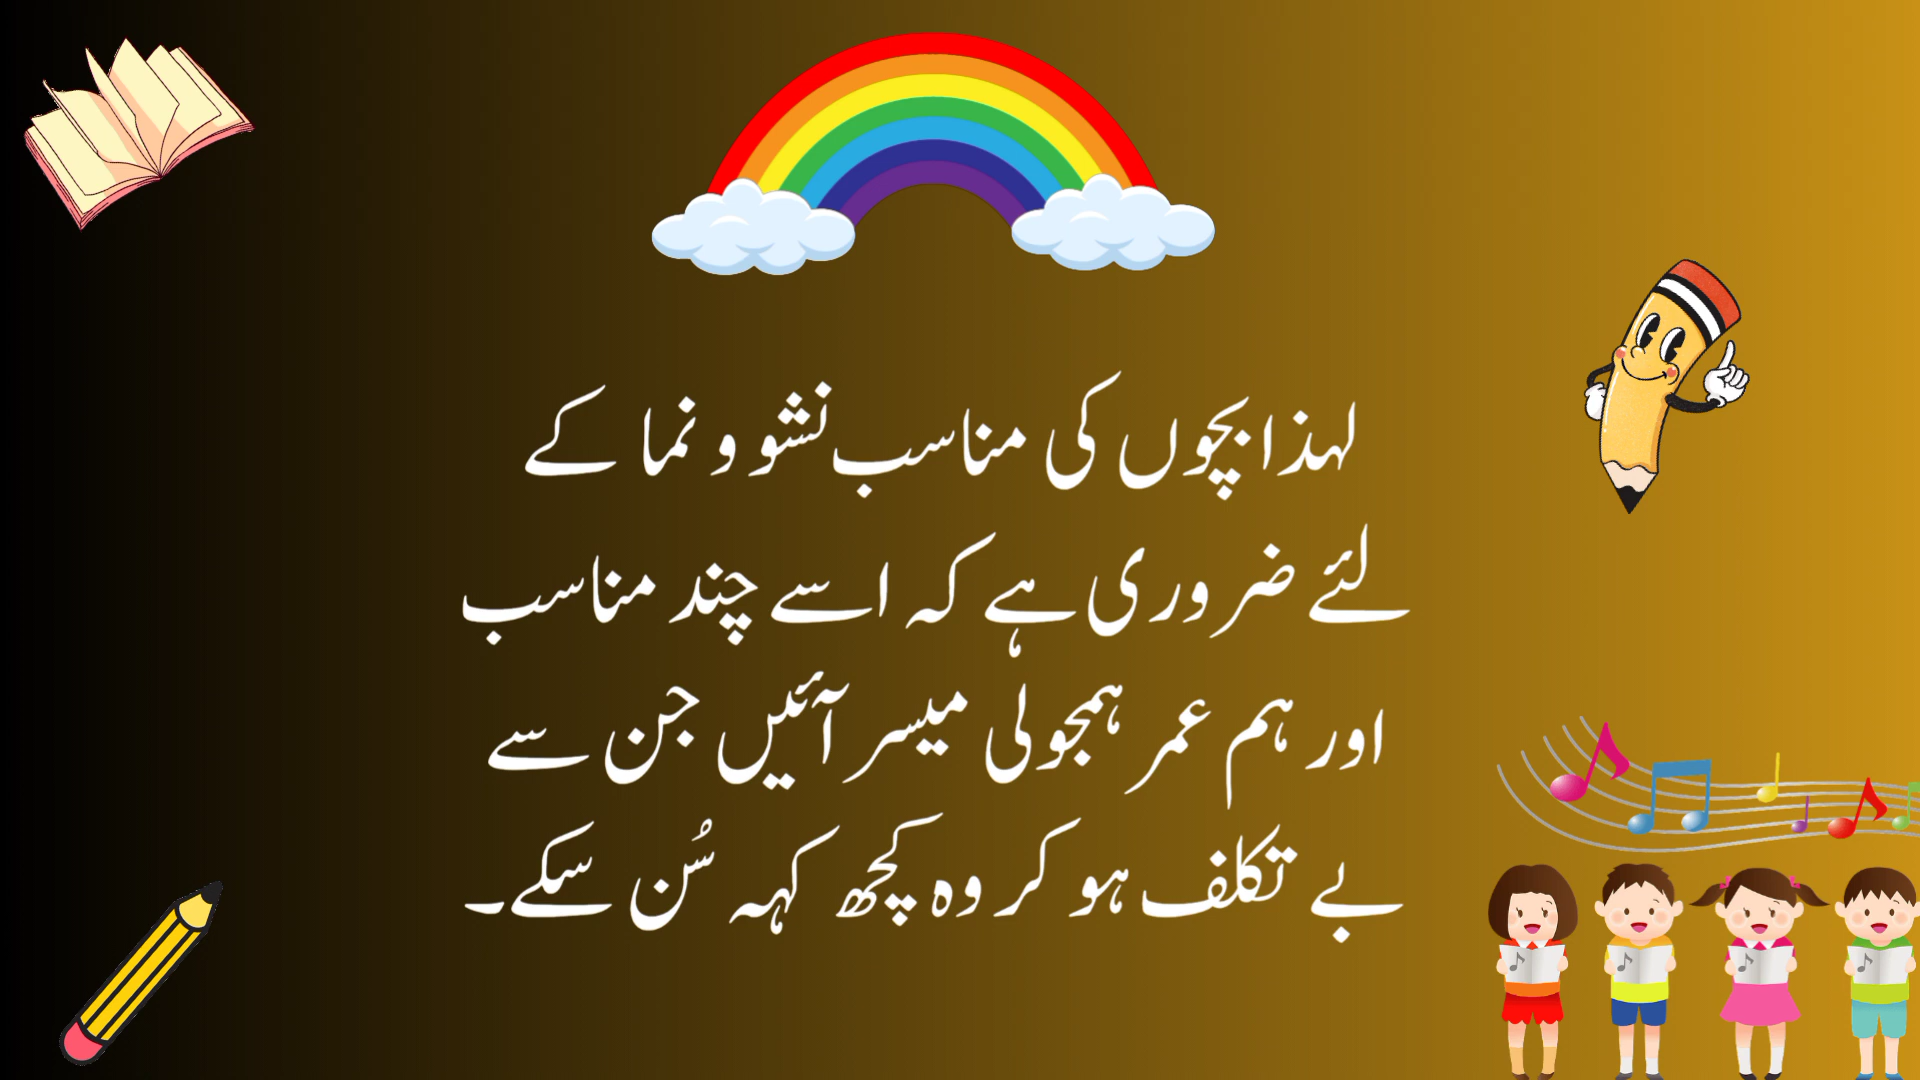 لہذا بچوں کی مناسب نشو و نما کے
لئے ضروری ہے کہ اسے چند مناسب
اور ہم عمر ہمجولی میسر آئیں جن سے
بے تکلف ہو کر وہ کچھ کہہ سُن سکے۔